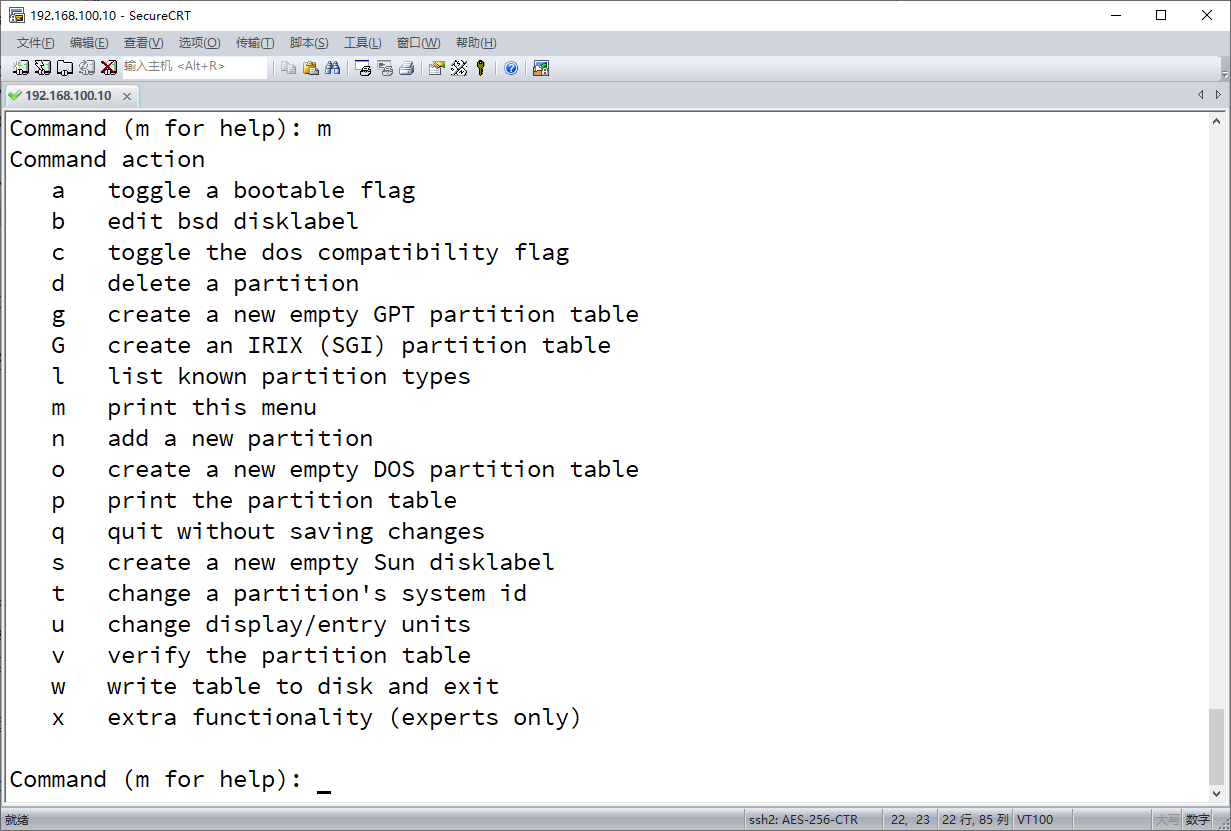 192.168.100.10 - SecureCRT
文件(F) 编辑(E) 查看(V) 选项(O) 传输(T) 脚本(S) 工具(L) 窗口(W) 帮助(H)
输入主机 <Alt+R>
192.168.100.10
Command (m for help): m
Command action
a toggle a bootable flag
b edit bsd disklabel
c toggle the dos compatibility flag
d delete a partition
g create a new empty GPT partition table
G create an IRIX (SGI) partition table
l list known partition types
m print this menu
n add a new partition
o create a new empty DOS partition table
p print the partition table
q quit without saving changes
s create a new empty Sun disklabel
t change a partition's system id
u change display/entry units
v verify the partition table
w write table to disk and exit
x extra functionality (experts only)
Command (m for help): _
就绪 ssh2: AES-256-CTR 22, 23 22 行, 85 列 VT100 大写 数字